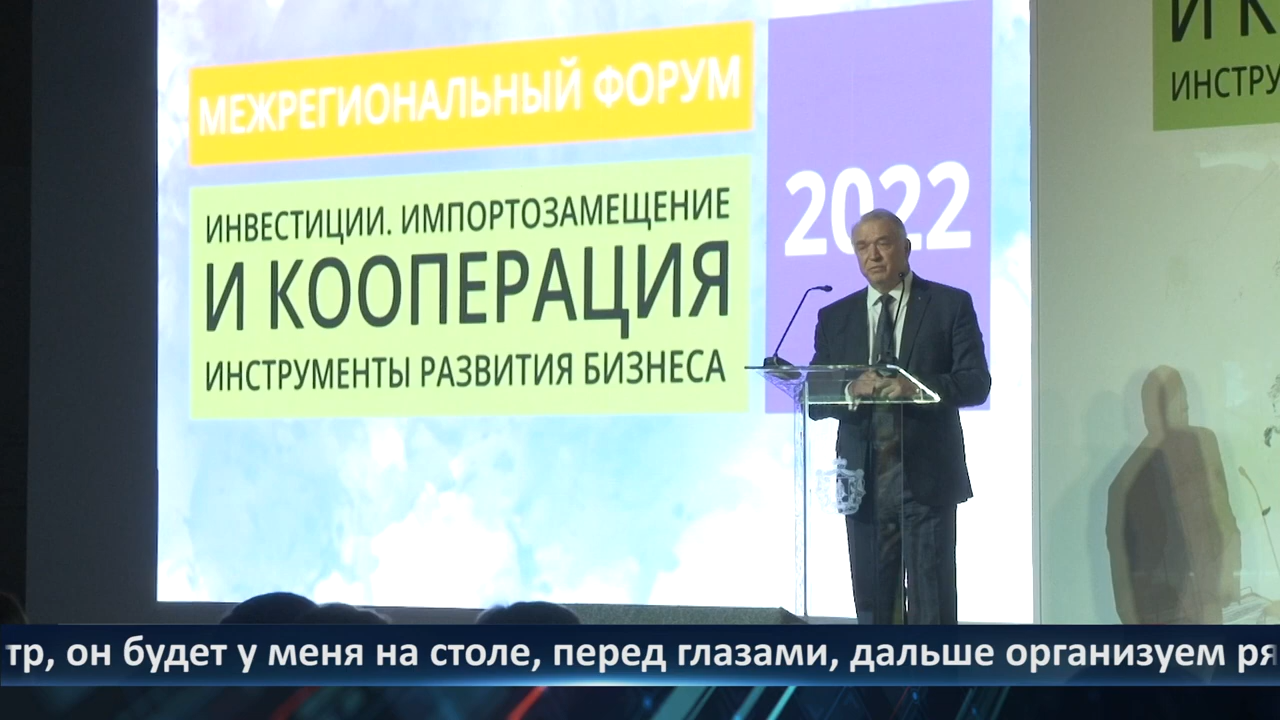 МЕЖРЕГИОНАЛЬНЫЙ ФОРУМ
ИНВЕСТИЦИИ. ИМПОРТОЗАМЕЩЕНИЕ
И КООПЕРАЦИЯ
ИНСТРУМЕНТЫ РАЗВИТИЯ БИЗНЕСА
2022
И К
ИНСТРУ
тр, он будет у меня на столе, перед глазами, дальше организуем ря